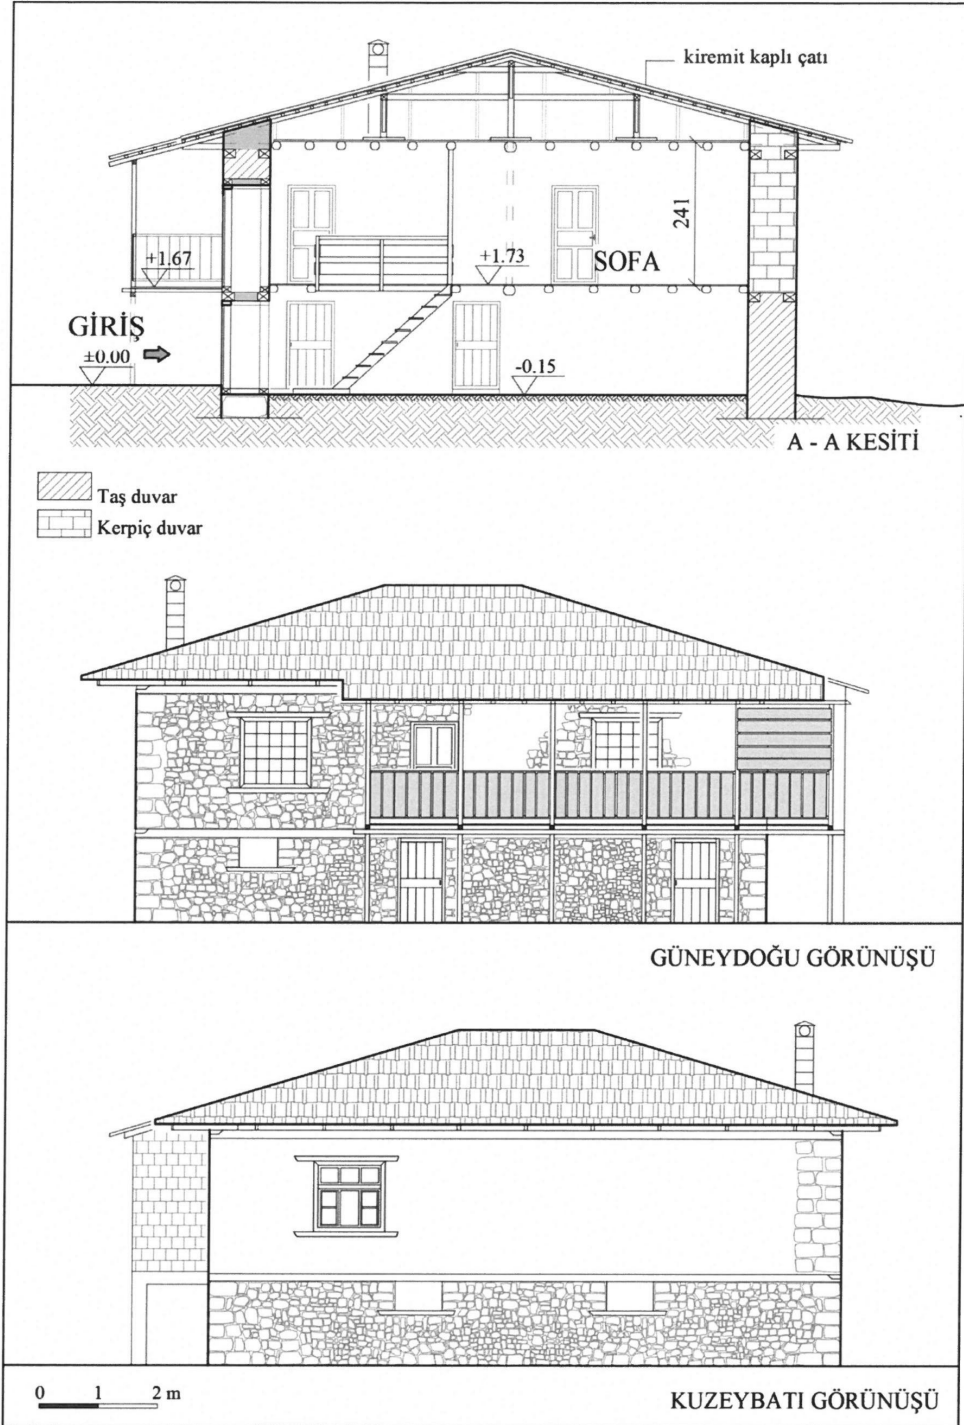 kiremit kaplı çatı
241
+1.67
+1.73
SOFA
GİRİŞ
±0.00
-0.15
A - A KESİTİ
Taş duvar
Kerpiç duvar
GÜNEYDOĞU GÖRÜNÜŞÜ
0 1 2 m
KUZEYBATI GÖRÜNÜŞÜ